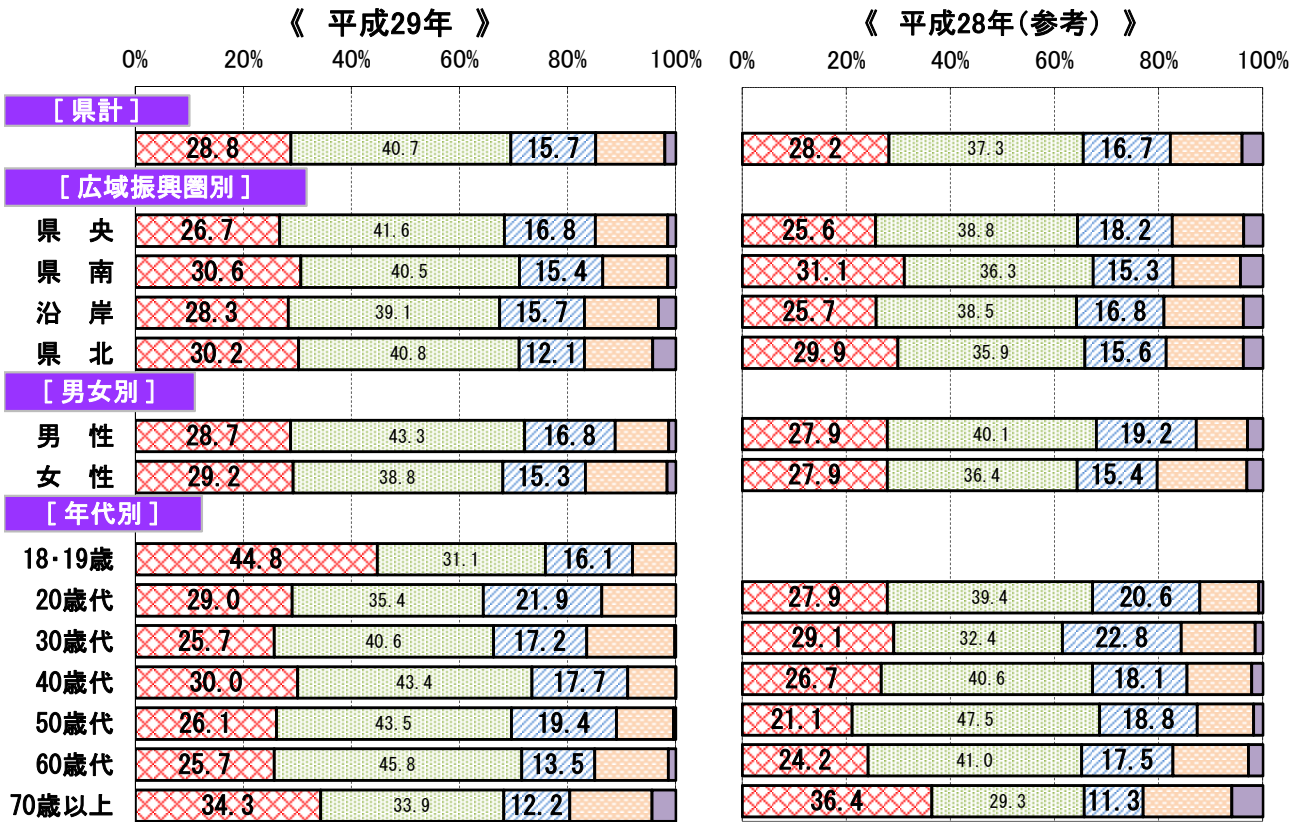 《 平成29年 》 《 平成28年(参考) 》
0% 20% 40% 60% 80% 100% 0% 20% 40% 60% 80% 100%
[ 県計 ]
28.8 40.7 15.7 28.2 37.3 16.7
[ 広域振興圏別 ]
県 央 26.7 41.6 16.8 25.6 38.8 18.2
県 南 30.6 40.5 15.4 31.1 36.3 15.3
沿 岸 28.3 39.1 15.7 25.7 38.5 16.8
県 北 30.2 40.8 12.1 29.9 35.9 15.6
[ 男女別 ]
男 性 28.7 43.3 16.8 27.9 40.1 19.2
女 性 29.2 38.8 15.3 27.9 36.4 15.4
[ 年代別 ]
18・19歳 44.8 31.1 16.1
20歳代 29.0 35.4 21.9 27.9 39.4 20.6
30歳代 25.7 40.6 17.2 29.1 32.4 22.8
40歳代 30.0 43.4 17.7 26.7 40.6 18.1
50歳代 26.1 43.5 19.4 21.1 47.5 18.8
60歳代 25.7 45.8 13.5 24.2 41.0 17.5
70歳以上 34.3 33.9 12.2 36.4 29.3 11.3